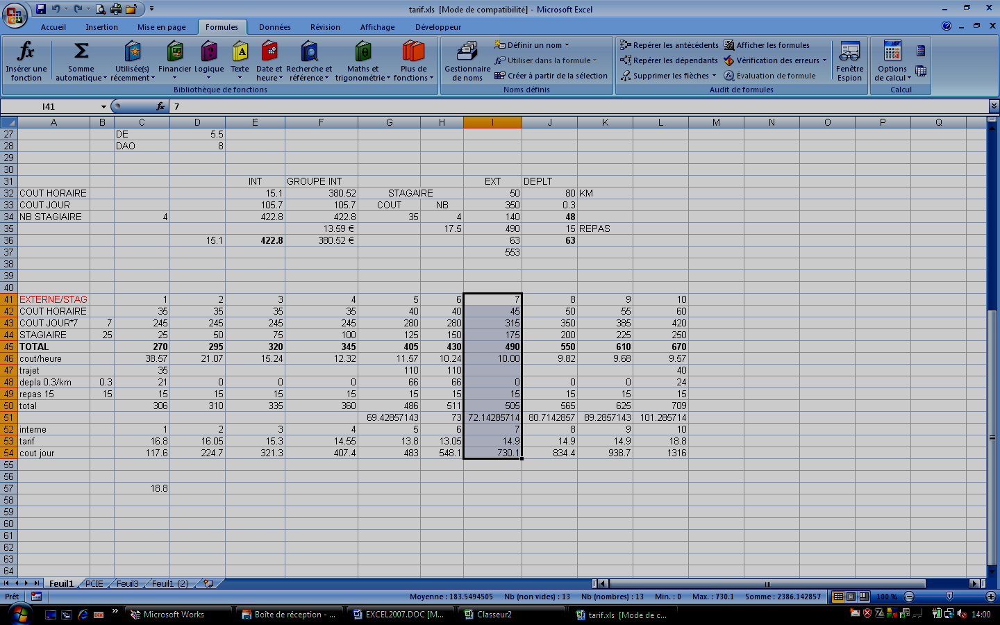 tarif.xls [Mode de compatibilité] - Microsoft Excel
Accueil Insertion Mise en page Formules Données Révision Affichage Développeur
Insérer une fonction
Somme automatique
Utilisée(s) récemment
Financier
Logique
Texte
Date et heure
Recherche et référence
Maths et trigonométrie
Plus de fonctions
Bibliothèque de fonctions
Gestionnaire de noms
Définir un nom
Utiliser dans la formule
Créer à partir de la sélection
Noms définis
Repérer les antécédents
Repérer les dépendants
Supprimer les flèches
Afficher les formules
Vérification des erreurs
Évaluation de formule
Fenêtre Espion
Audit de formules
Options de calcul
Calcul
I41 fx 7
A B C D E F G H I J K L M N O P Q
27 DE 5.5
28 DAO 8
29
30
31 INT GROUPE INT EXT DEPLT
32 COUT HORAIRE 15.1 380.52 STAGAIRE 50 80 KM
33 COUT JOUR 105.7 105.7 COUT NB 350 0.3
34 NB STAGIAIRE 4 422.8 422.8 35 4 140 48
35 13.59 € 17.5 490 15 REPAS
36 15.1 422.8 380.52 € 63 63
37 553
38
39
40
41 EXTERNE/STAG 1 2 3 4 5 6 7 8 9 10
42 COUT HORAIRE 35 35 35 35 40 40 45 50 55 60
43 COUT JOUR*7 7 245 245 245 245 280 280 315 350 385 420
44 STAGIAIRE 25 25 50 75 100 125 150 175 200 225 250
45 TOTAL 270 295 320 345 405 430 490 550 610 670
46 cout/heure 38.57 21.07 15.24 12.32 11.57 10.24 10.00 9.82 9.68 9.57
47 trajet 35 110 110 40
48 depla 0.3/km 0.3 21 0 0 0 66 66 0 0 0 24
49 repas 15 15 15 15 15 15 15 15 15 15 15 15
50 total 306 310 335 360 486 511 505 565 625 709
51 69.42857143 73 72.14285714 80.7142857 89.2857143 101.285714
52 interne 1 2 3 4 5 6 7 8 9 10
53 tarif 16.8 16.05 15.3 14.55 13.8 13.05 14.9 14.9 14.9 18.8
54 cout jour 117.6 224.7 321.3 407.4 483 548.1 730.1 834.4 938.7 1316
55
56
57 18.8
58
59
60
61
62
63
64
Feuil1 PCIE Feuil3 Feuil1 (2)
Prêt Moyenne : 183.5494505 Nb (non vides) : 13 Nb (nombres) : 13 Min. : 0 Max. : 730.1 Somme : 2386.142857 100 %
Microsoft Works Boîte de réception - ... EXCEL2007.DOC [M... Classeur2 tarif.xls [Mode de c... 14:00